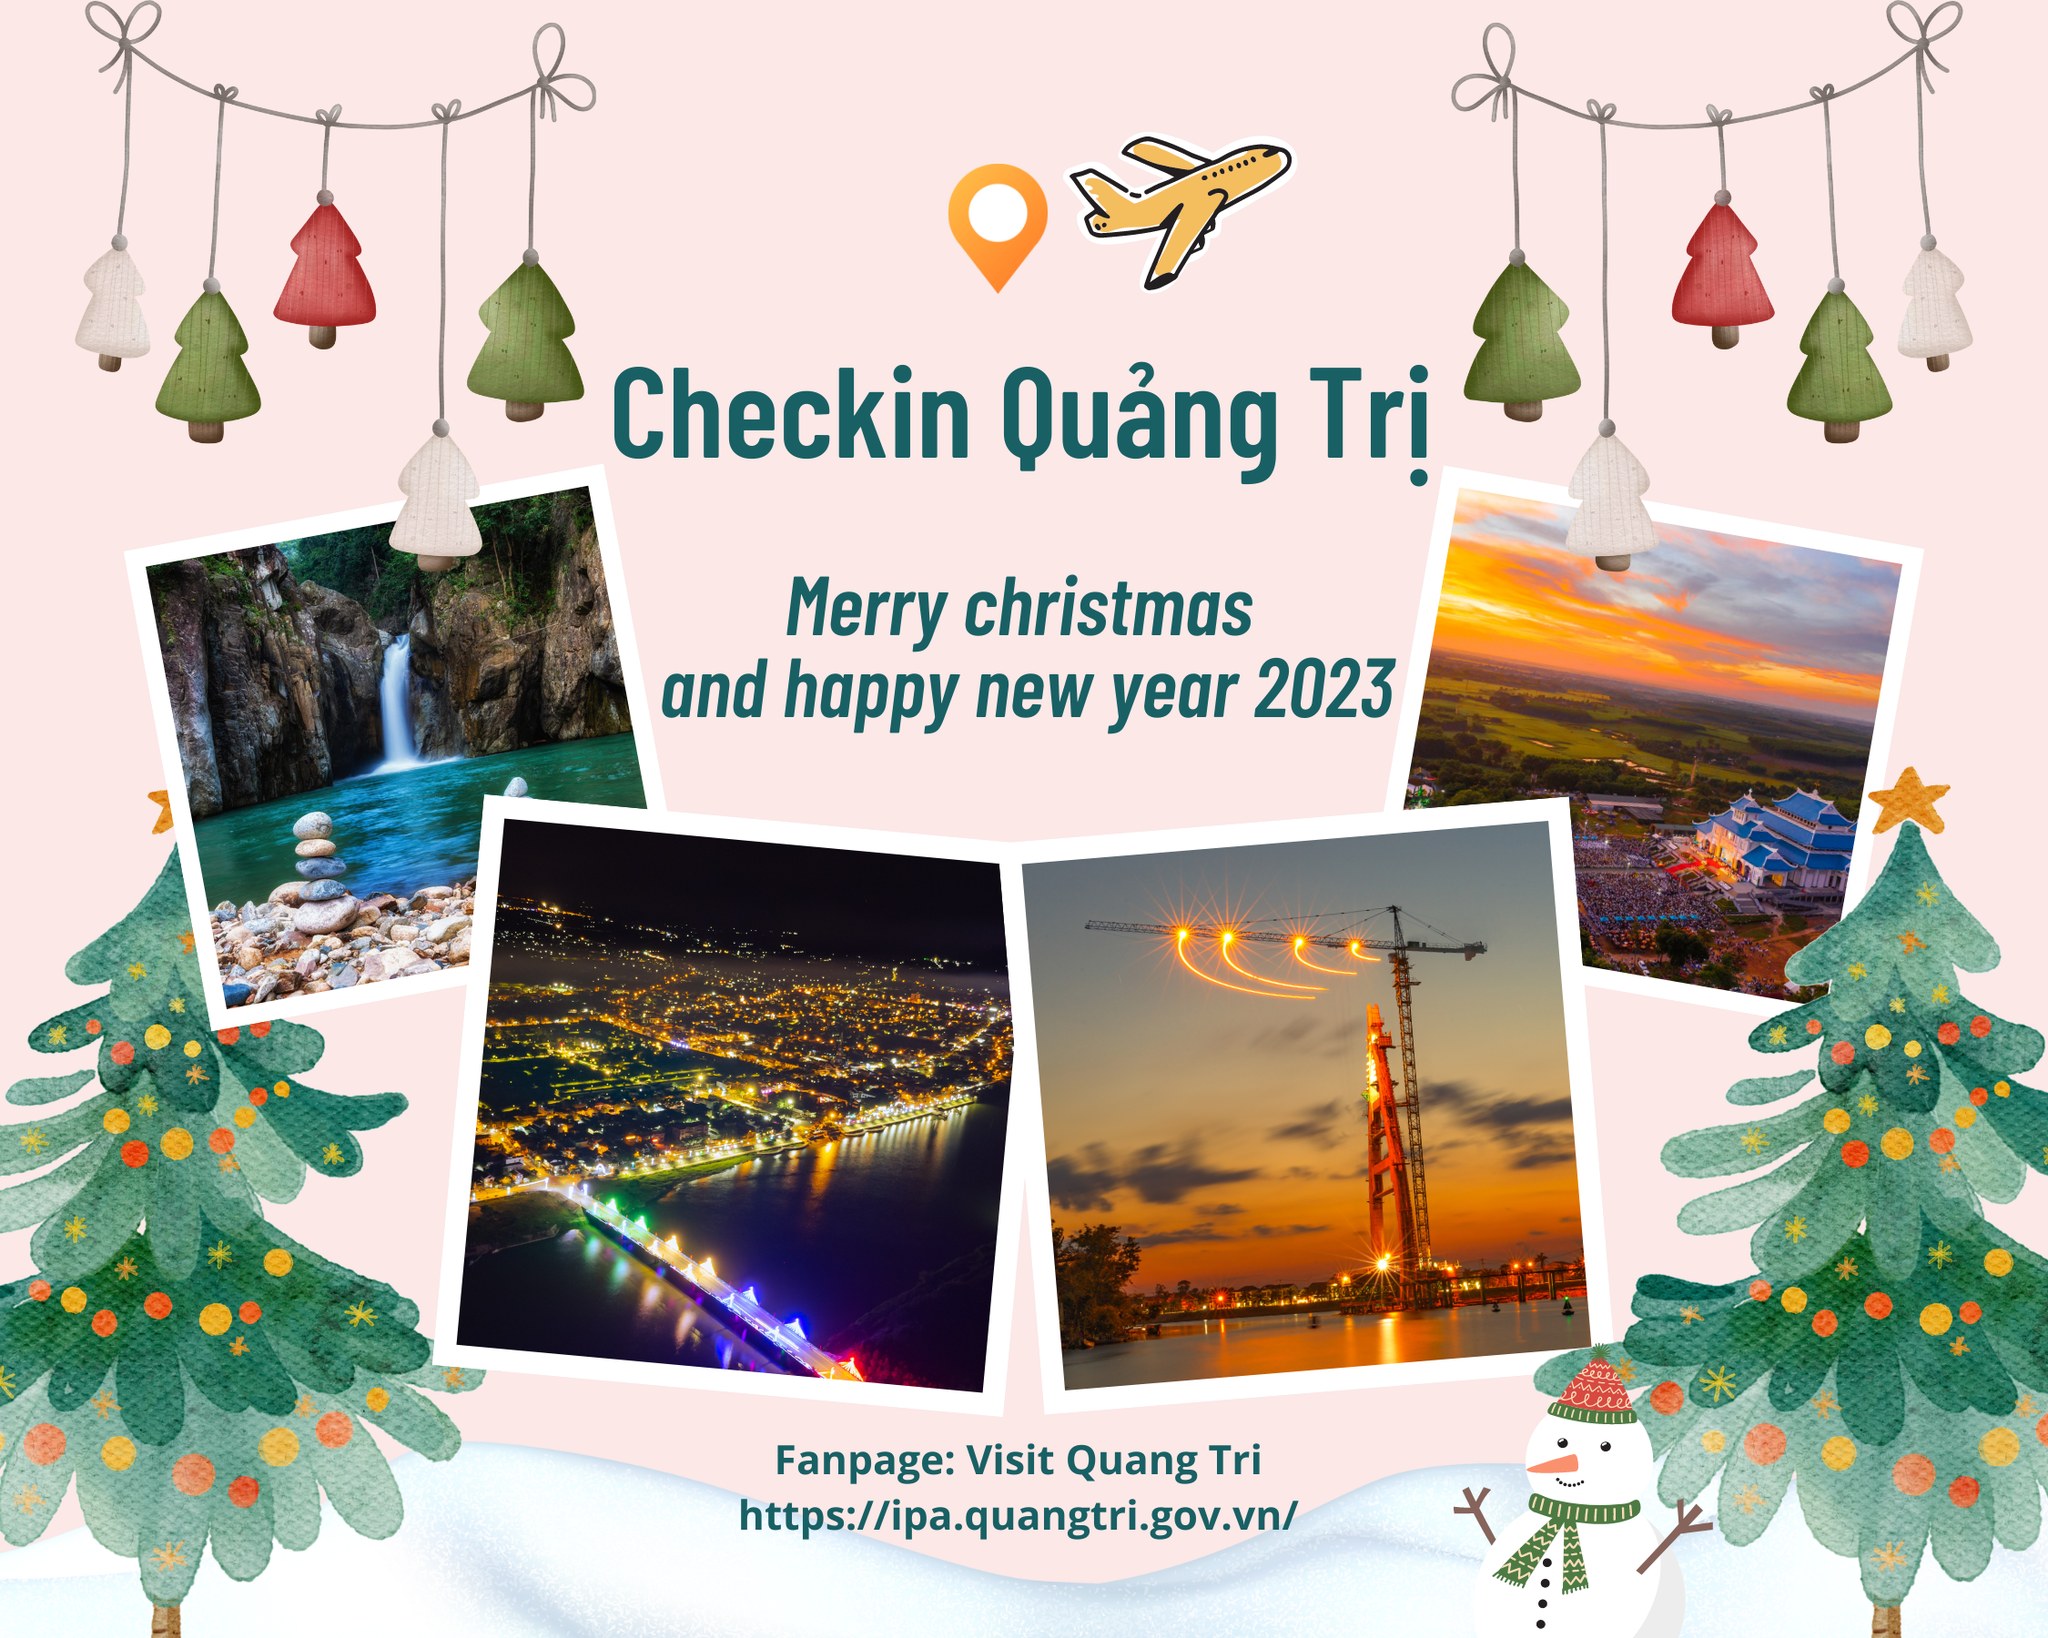 Checkin Quảng Trị
Merry christmas
and happy new year 2023
Fanpage: Visit Quang Tri
https://ipa.quangtri.gov.vn/